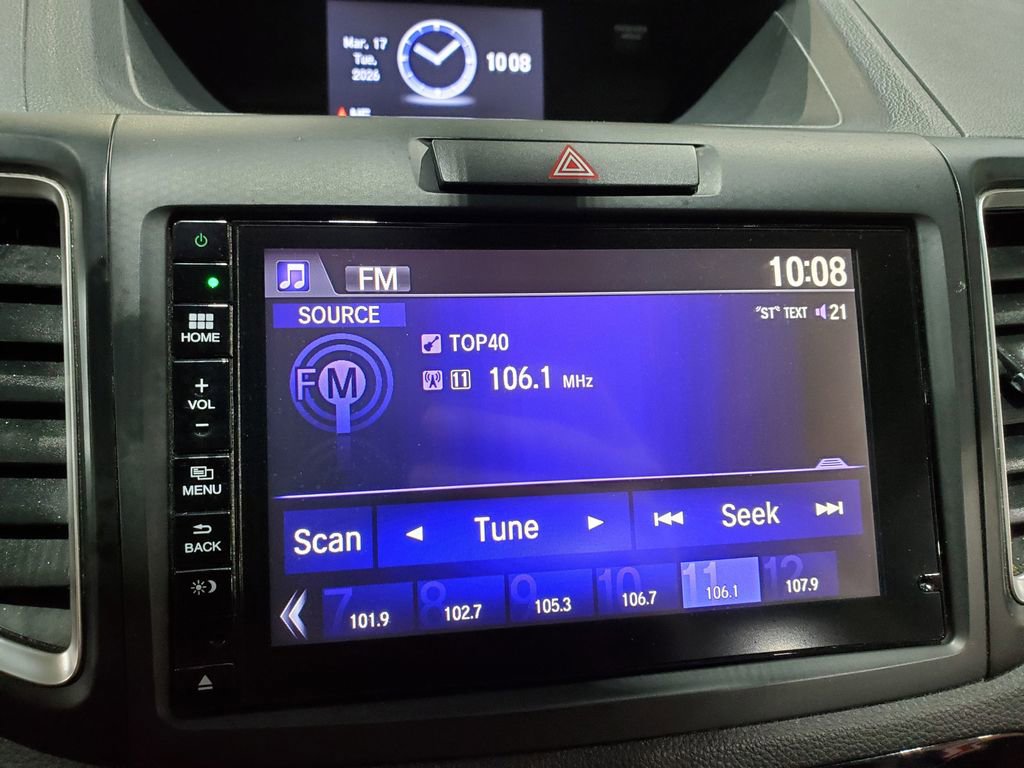 Mar. 17
Tue,
2026
10 08
NE
FM
10:08
SOURCE
"ST" TEXT 21
TOP40
FM
11 106.1 MHz
HOME
+
VOL
−
MENU
BACK
Scan
Tune
Seek
7 101.9
8 102.7
9 105.3
10 106.7
11 106.1
12 107.9